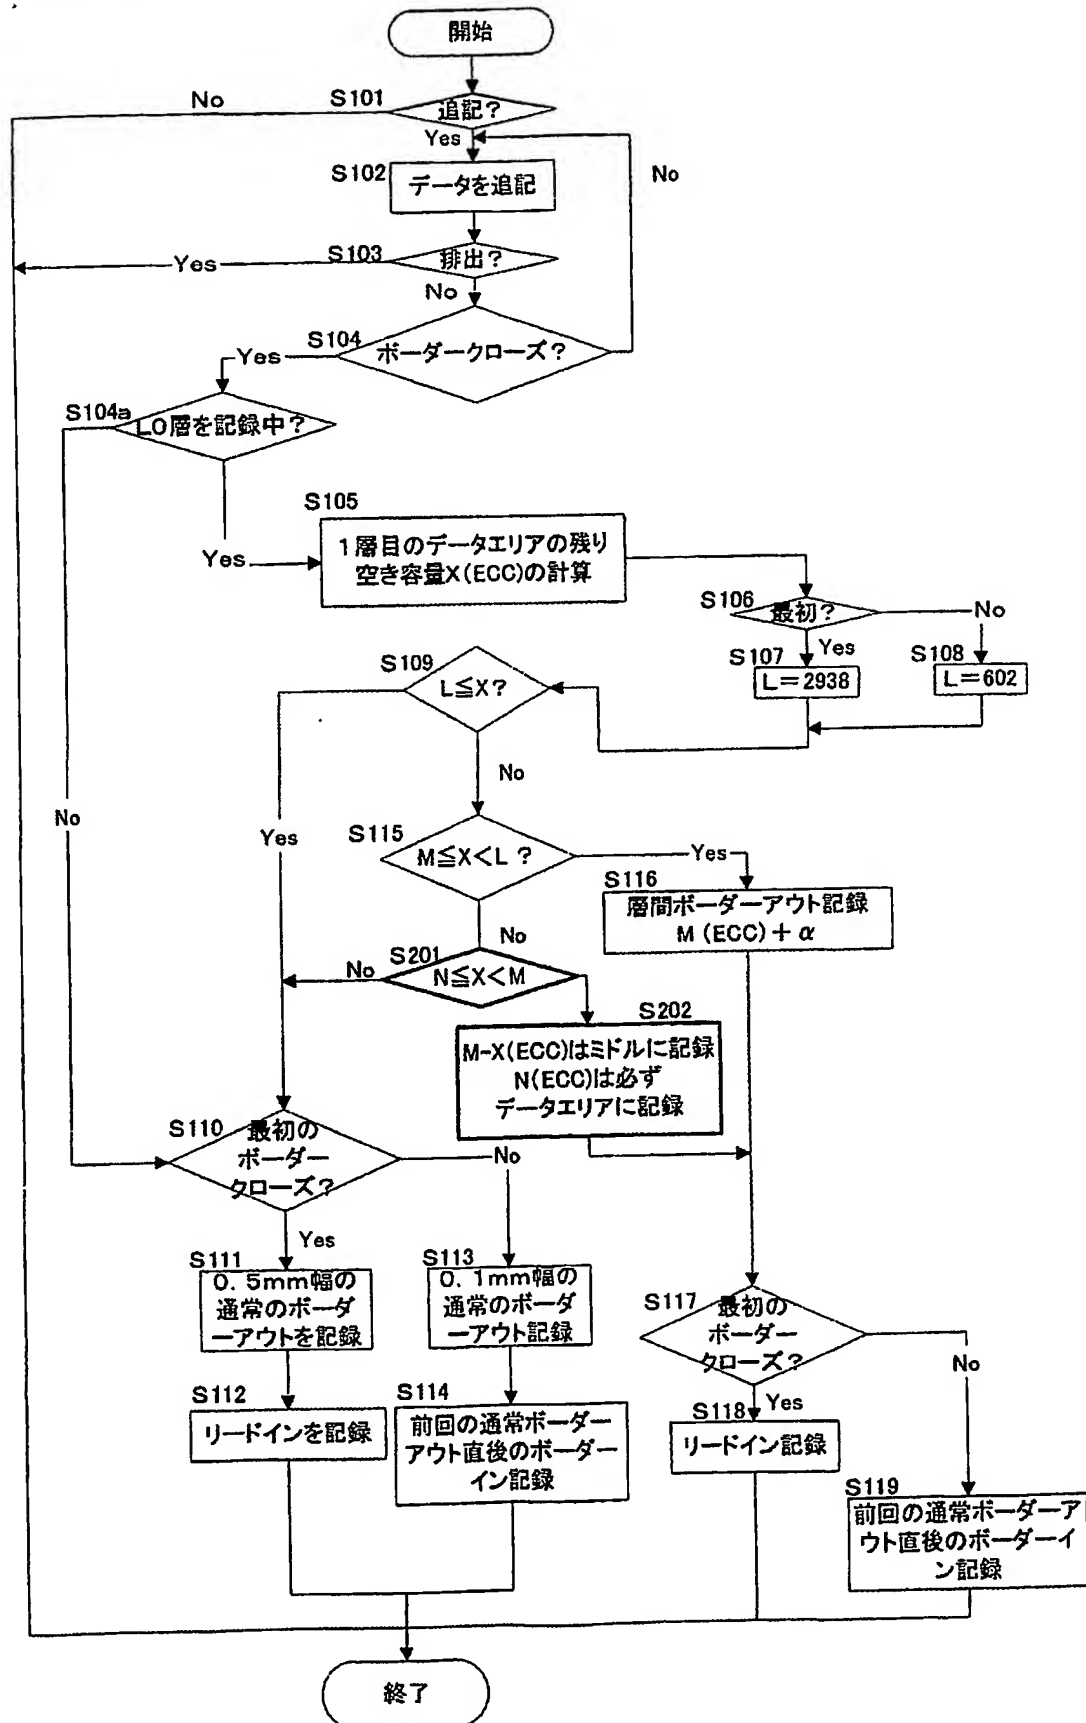 開始
No
S101
追記？
Yes
S102
データを追記
No
Yes
S103
排出？
No
S104
ボーダークローズ？
Yes
S104a
L0層を記録中？
S105
Yes
1層目のデータエリアの残り
空き容量X(ECC)の計算
S106
最初？
No
S107
Yes
S108
L＝2938
L＝602
S109
L≦X？
No
No
Yes
S115
M≦X＜L？
Yes
S116
層間ボーダーアウト記録
M(ECC)＋α
No
S201
No
N≦X＜M
S202
M-X(ECC)はミドルに記録
N(ECC)は必ず
データエリアに記録
S110
最初の
ボーダー
クローズ？
No
Yes
S111
0.5mm幅の
通常のボーダ
ーアウトを記録
S113
0.1mm幅の
通常のボーダ
ーアウト記録
S117
最初の
ボーダー
クローズ？
No
Yes
S112
リードインを記録
S114
前回の通常ボーダー
アウト直後のボーダー
イン記録
S118
リードイン記録
S119
前回の通常ボーダーア
ウト直後のボーダーイ
ン記録
終了